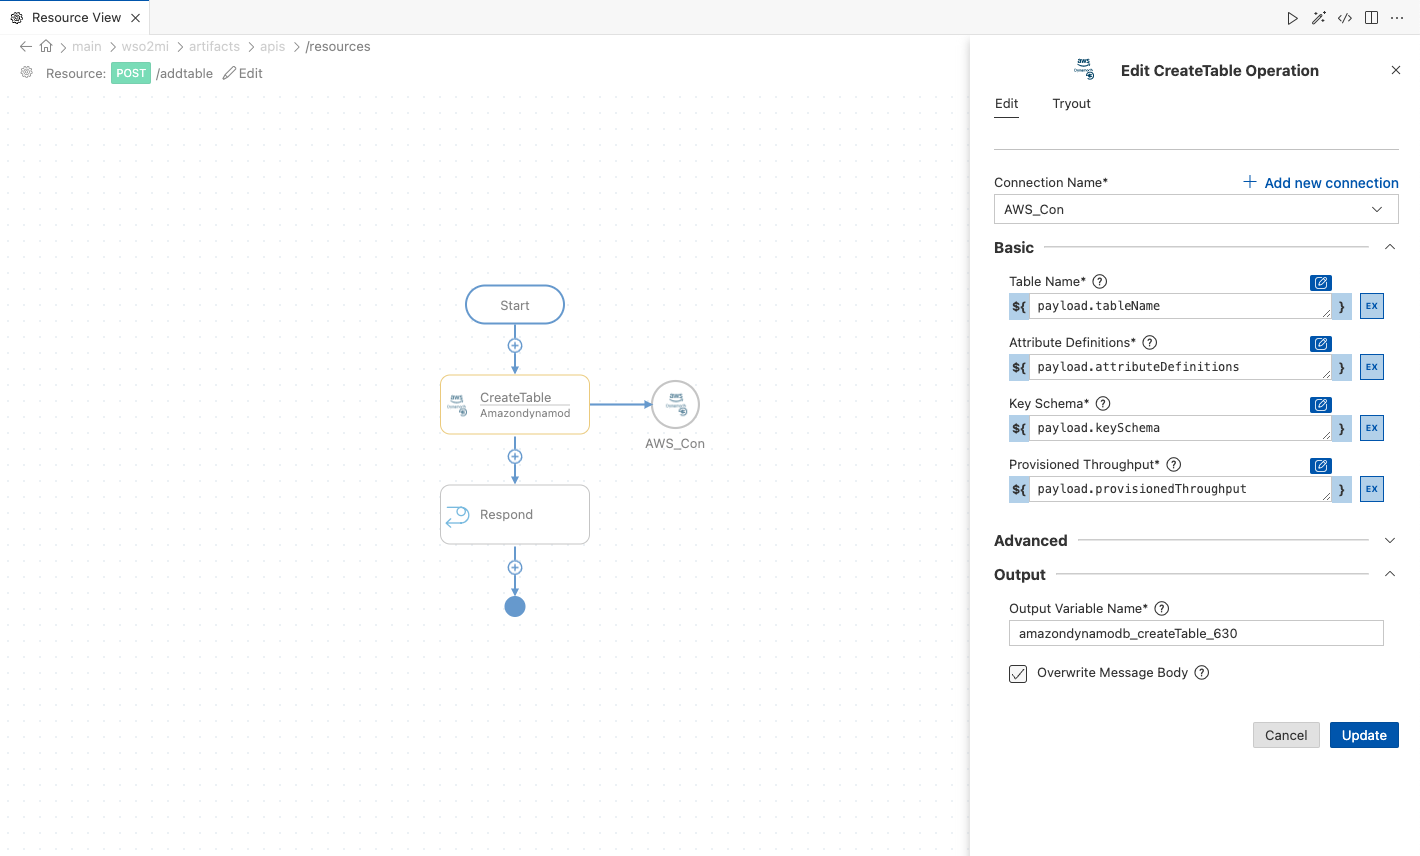 Resource View
main wso2mi artifacts apis /resources
Resource: POST /addtable Edit
Start
CreateTable
Amazondynamod
aws
AWS_Con
Respond
aws
Edit CreateTable Operation
Edit Tryout
Connection Name* Add new connection
AWS_Con
Basic
Table Name*
${ payload.tableName } EX
Attribute Definitions*
${ payload.attributeDefinitions } EX
Key Schema*
${ payload.keySchema } EX
Provisioned Throughput*
${ payload.provisionedThroughput } EX
Advanced
Output
Output Variable Name*
amazondynamodb_createTable_630
Overwrite Message Body
Cancel Update